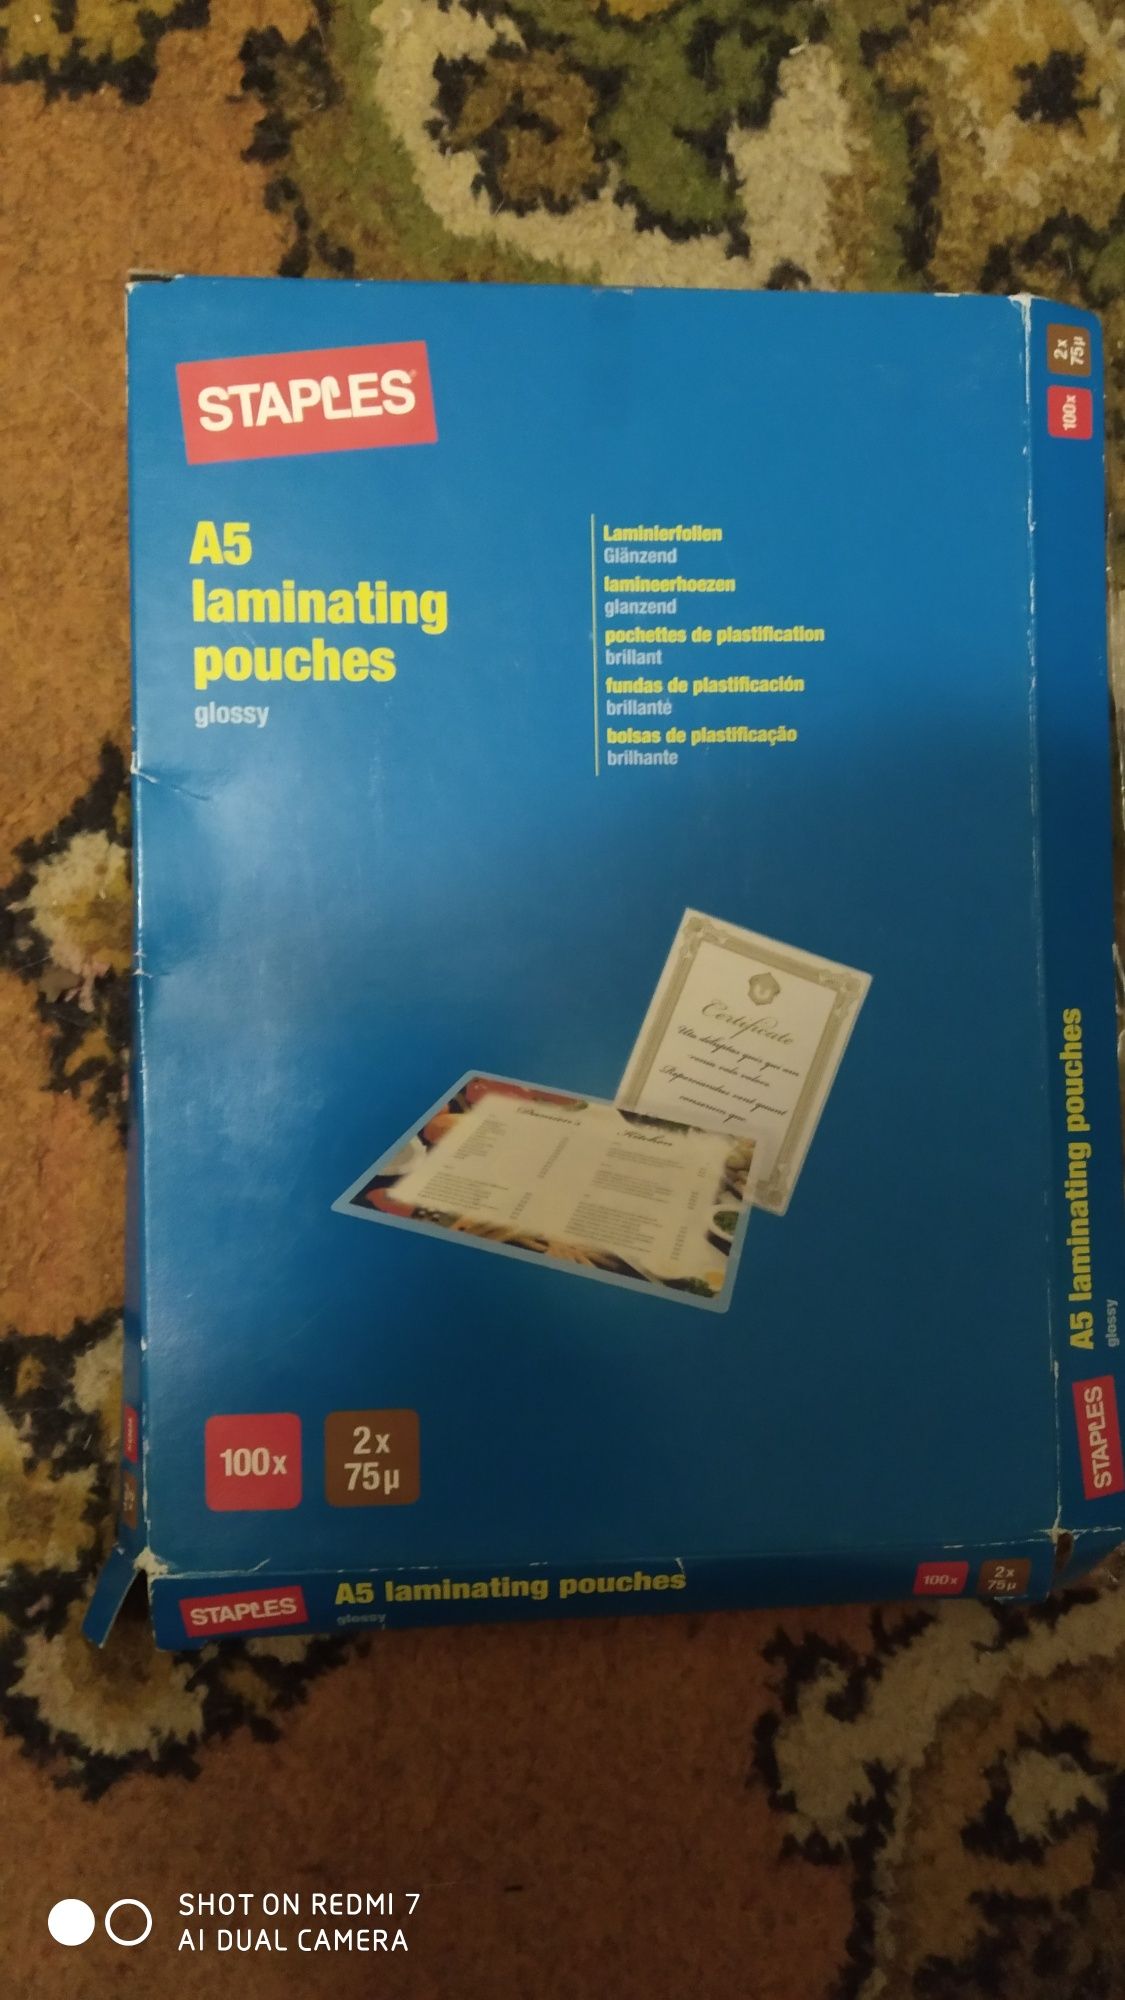 STAPLES
A5
laminating
pouches
glossy
Laminierfolien
Glänzend
lamineerhoezen
glanzend
pochettes de plastification
brillant
fundas de plastificación
brillante
bolsas de plastificação
brilhante
Certificate
Kitchen
100x
2x
75µ
STAPLES
A5 laminating pouches
glossy
100x
2x
75µ
STAPLES
A5 laminating pouches
glossy
100x
2x
75µ
SHOT ON REDMI 7
AI DUAL CAMERA